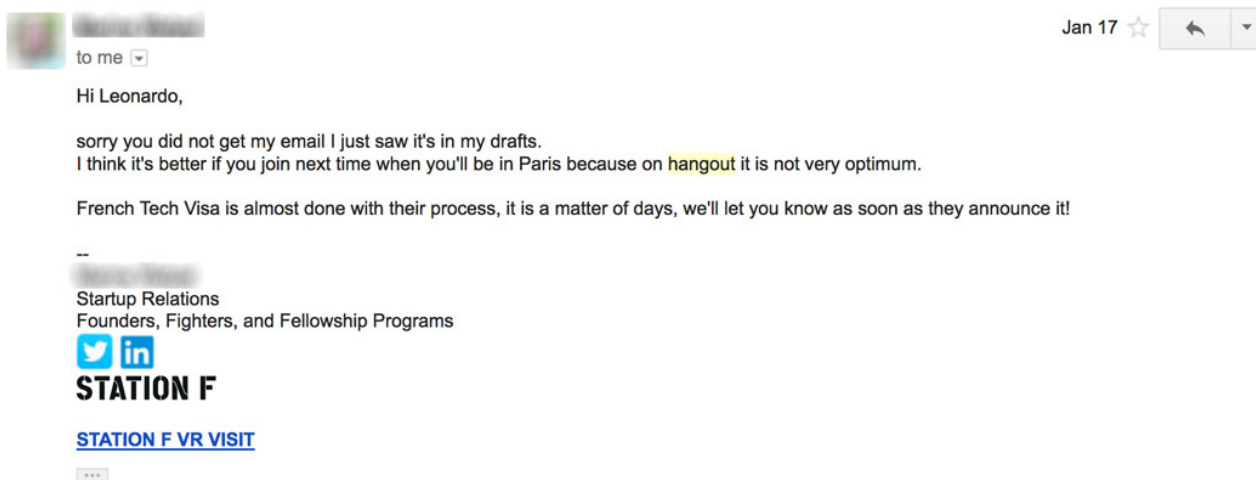 Jan 17
to me
Hi Leonardo,
sorry you did not get my email I just saw it's in my drafts.
I think it's better if you join next time when you'll be in Paris because on hangout it is not very optimum.
French Tech Visa is almost done with their process, it is a matter of days, we'll let you know as soon as they announce it!
--
Startup Relations
Founders, Fighters, and Fellowship Programs
in
STATION F
STATION F VR VISIT